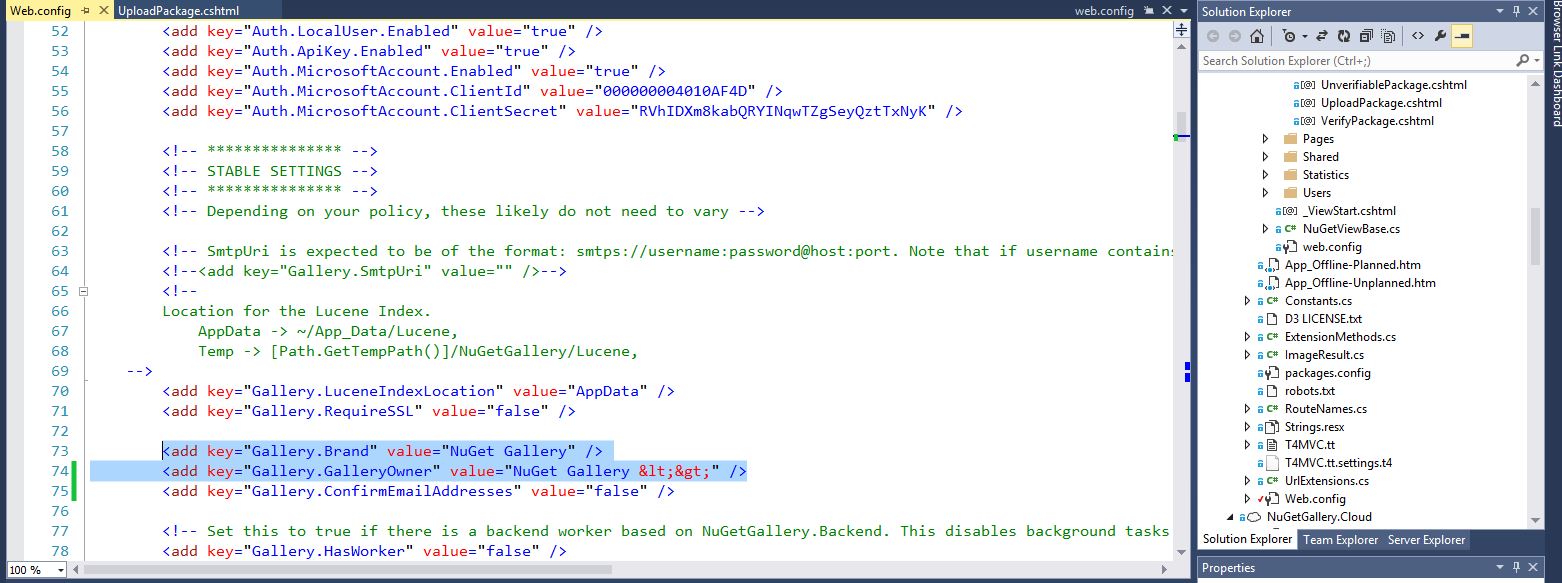 Web.config
UploadPackage.cshtml
web.config
52 <add key="Auth.LocalUser.Enabled" value="true" />
53 <add key="Auth.ApiKey.Enabled" value="true" />
54 <add key="Auth.MicrosoftAccount.Enabled" value="true" />
55 <add key="Auth.MicrosoftAccount.ClientId" value="000000004010AF4D" />
56 <add key="Auth.MicrosoftAccount.ClientSecret" value="RVhIDXm8kabQRYINqwTZgSeyQztTxNyK" />
57
58 <!-- *************** -->
59 <!-- STABLE SETTINGS -->
60 <!-- *************** -->
61 <!-- Depending on your policy, these likely do not need to vary -->
62
63 <!-- SmtpUri is expected to be of the format: smtps://username:password@host:port. Note that if username contains
64 <!--<add key="Gallery.SmtpUri" value="" />-->
65 <!--
66 Location for the Lucene Index.
67 AppData -> ~/App_Data/Lucene,
68 Temp -> [Path.GetTempPath()]/NuGetGallery/Lucene,
69 -->
70 <add key="Gallery.LuceneIndexLocation" value="AppData" />
71 <add key="Gallery.RequireSSL" value="false" />
72
73 <add key="Gallery.Brand" value="NuGet Gallery" />
74 <add key="Gallery.GalleryOwner" value="NuGet Gallery &lt;&gt;" />
75 <add key="Gallery.ConfirmEmailAddresses" value="false" />
76
77 <!-- Set this to true if there is a backend worker based on NuGetGallery.Backend. This disables background tasks
78 <add key="Gallery.HasWorker" value="false" />
100 %
Solution Explorer
Search Solution Explorer (Ctrl+;)
UnverifiablePackage.cshtml
UploadPackage.cshtml
VerifyPackage.cshtml
Pages
Shared
Statistics
Users
_ViewStart.cshtml
C# NuGetViewBase.cs
web.config
App_Offline-Planned.htm
App_Offline-Unplanned.htm
C# Constants.cs
D3 LICENSE.txt
C# ExtensionMethods.cs
C# ImageResult.cs
packages.config
robots.txt
C# RouteNames.cs
Strings.resx
T4MVC.tt
T4MVC.tt.settings.t4
C# UrlExtensions.cs
Web.config
NuGetGallery.Cloud
Solution Explorer Team Explorer Server Explorer
Properties
Browser Link Dashboard